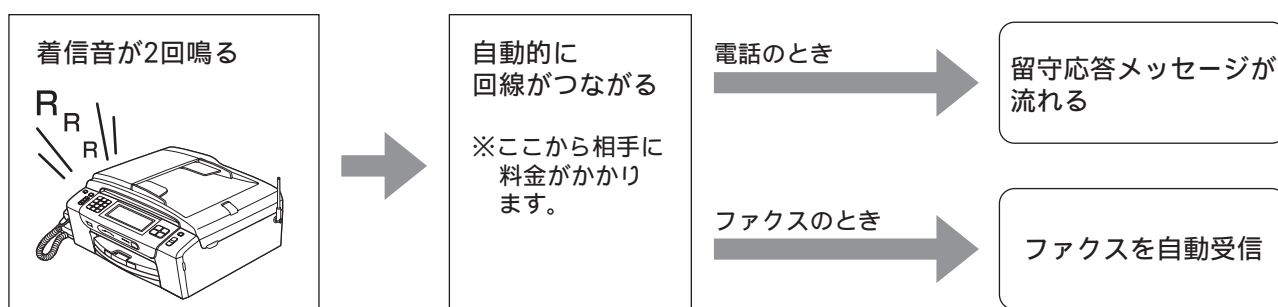 着信音が2回鳴る
R
R
R
自動的に
回線がつながる
※ここから相手に
料金がかかり
ます。
電話のとき
留守応答メッセージが
流れる
ファクスのとき
ファクスを自動受信